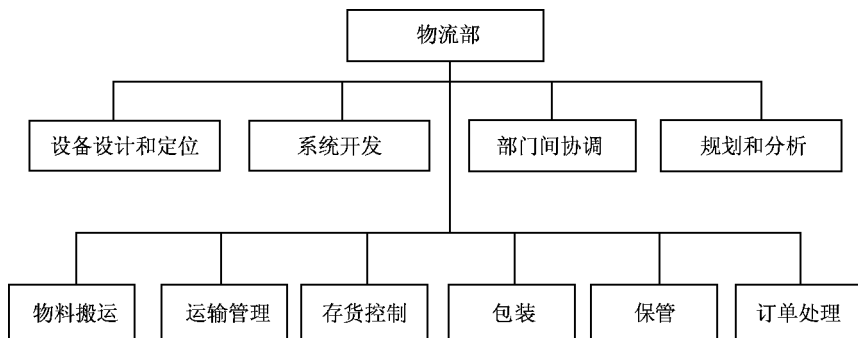 物流部
设备设计和定位
系统开发
部门间协调
规划和分析
物料搬运
运输管理
存货控制
包装
保管
订单处理